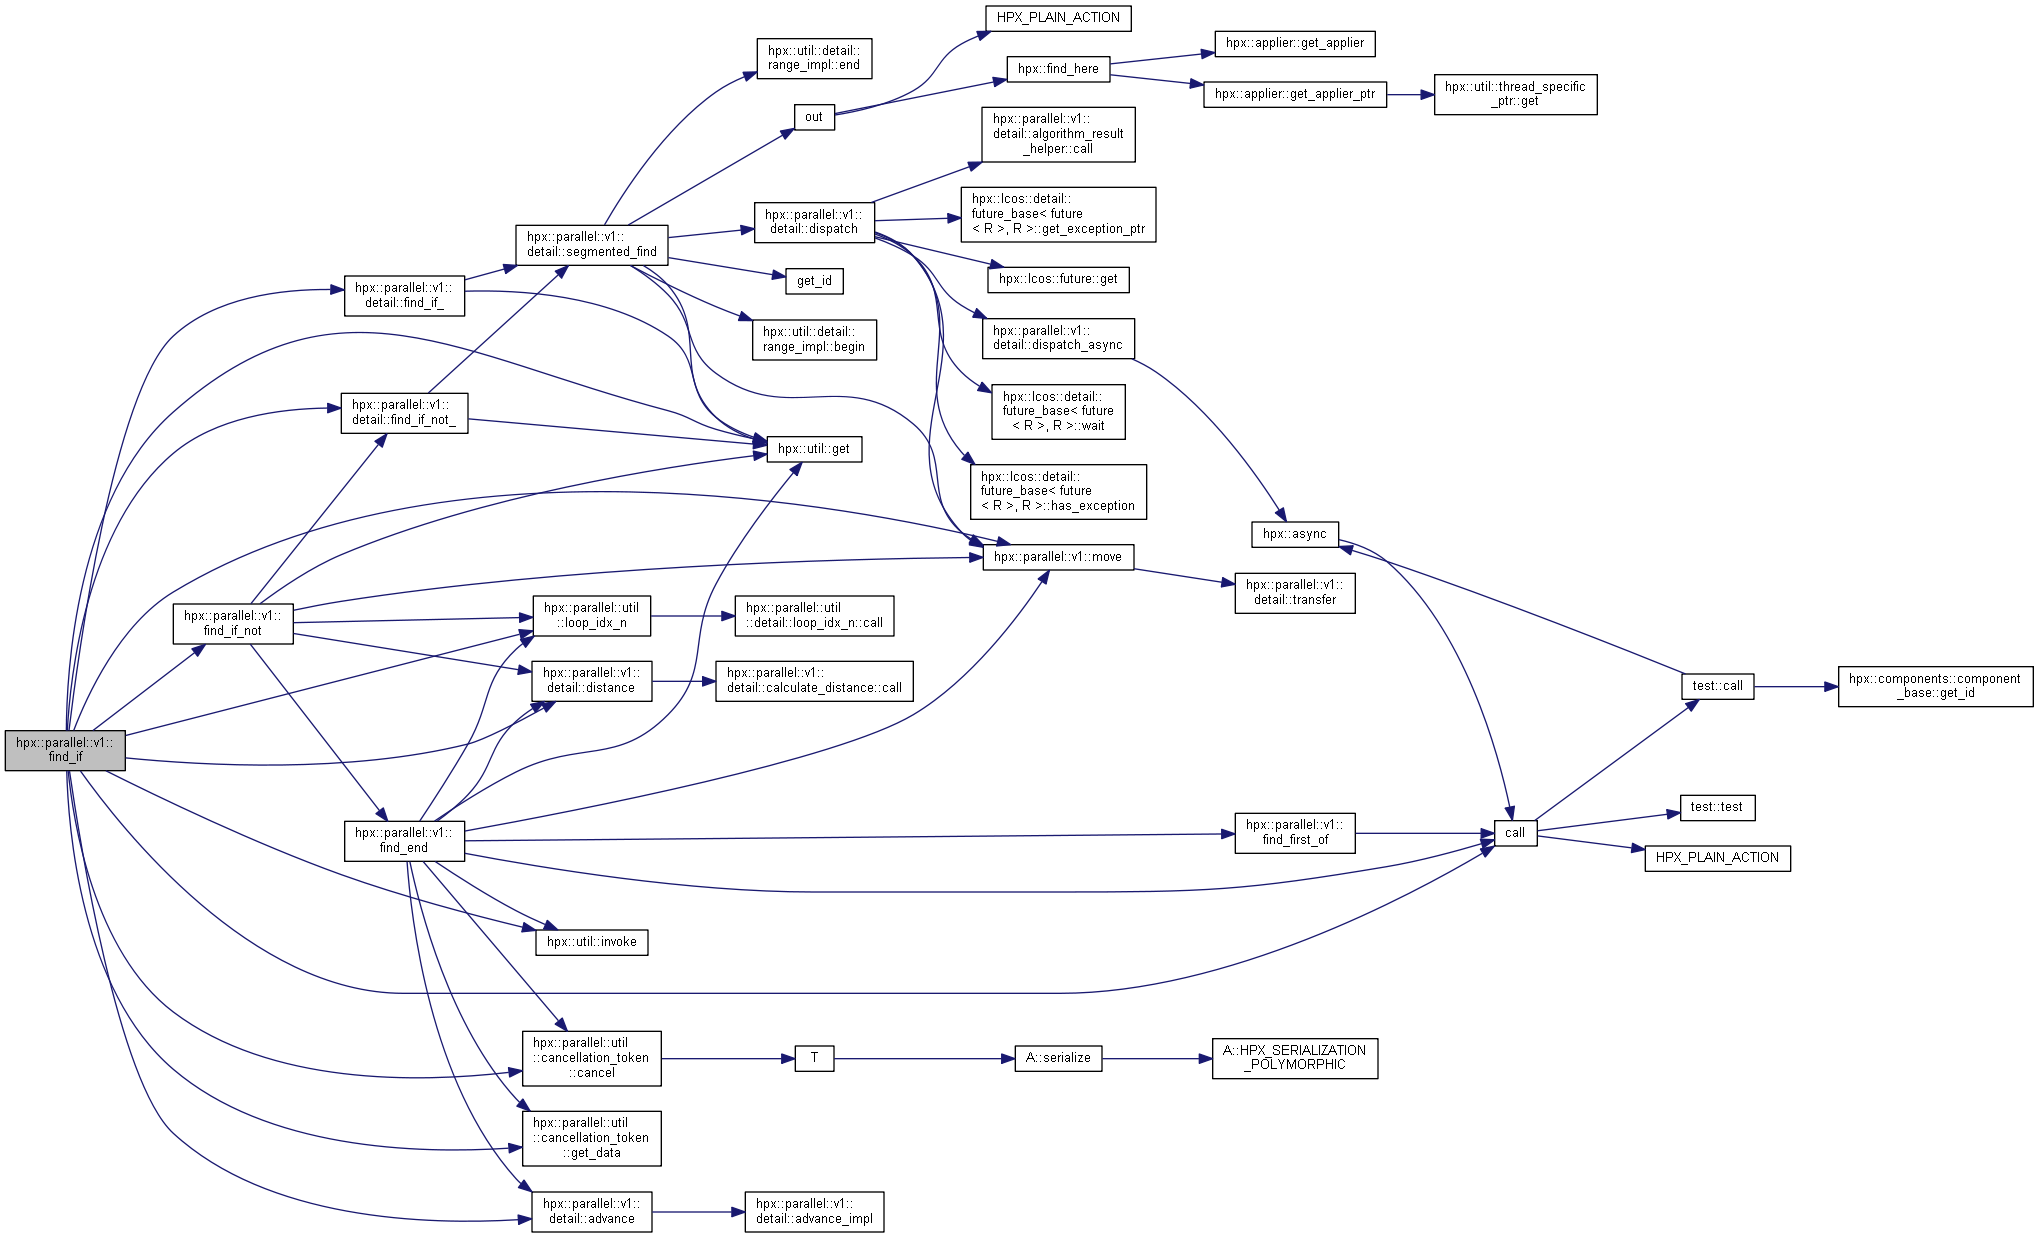 HPX_PLAIN_ACTION
hpx::util::detail::
range_impl::end
hpx::applier::get_applier
hpx::find_here
hpx::applier::get_applier_ptr
hpx::util::thread_specific
_ptr::get
out
hpx::parallel::v1::
detail::algorithm_result
_helper::call
hpx::parallel::v1::
detail::dispatch
hpx::lcos::detail::
future_base< future
< R >, R >::get_exception_ptr
hpx::parallel::v1::
detail::segmented_find
hpx::lcos::future::get
get_id
hpx::parallel::v1::
detail::find_if_
hpx::util::detail::
range_impl::begin
hpx::parallel::v1::
detail::dispatch_async
hpx::lcos::detail::
future_base< future
< R >, R >::wait
hpx::parallel::v1::
detail::find_if_not_
hpx::util::get
hpx::lcos::detail::
future_base< future
< R >, R >::has_exception
hpx::async
hpx::parallel::v1::move
hpx::parallel::v1::
detail::transfer
hpx::parallel::v1::
find_if_not
hpx::parallel::util
::loop_idx_n
hpx::parallel::util
::detail::loop_idx_n::call
hpx::parallel::v1::
detail::distance
hpx::parallel::v1::
detail::calculate_distance::call
test::call
hpx::components::component
_base::get_id
hpx::parallel::v1::
find_if
test::test
hpx::parallel::v1::
find_end
hpx::parallel::v1::
find_first_of
call
HPX_PLAIN_ACTION
hpx::util::invoke
hpx::parallel::util
::cancellation_token
::cancel
T
A::serialize
A::HPX_SERIALIZATION
_POLYMORPHIC
hpx::parallel::util
::cancellation_token
::get_data
hpx::parallel::v1::
detail::advance
hpx::parallel::v1::
detail::advance_impl